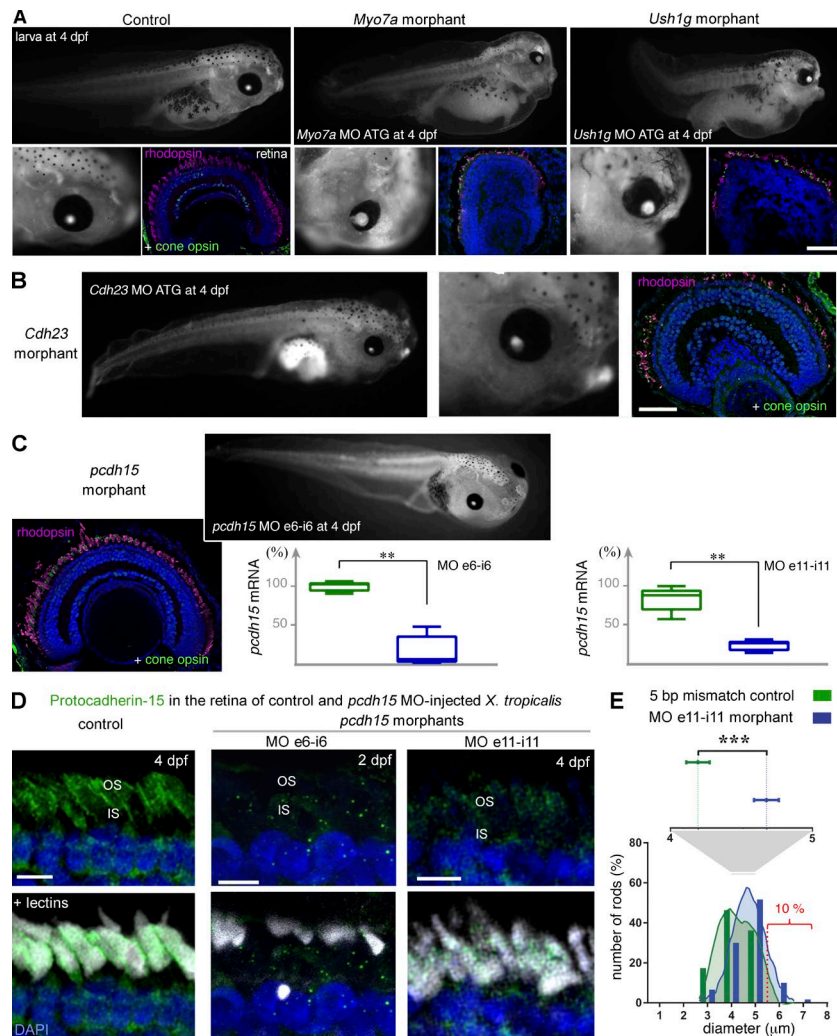 A
Control
Myo7a morphant
Ush1g morphant
larva at 4 dpf
Myo7a MO ATG at 4 dpf
Ush1g MO ATG at 4 dpf
rhodopsin
retina
+ cone opsin
B
Cdh23 MO ATG at 4 dpf
Cdh23
morphant
rhodopsin
+ cone opsin
C
pcdh15
morphant
pcdh15 MO e6-i6 at 4 dpf
rhodopsin
+ cone opsin
(%)
**
MO e6-i6
100
50
pcdh15 mRNA
(%)
**
MO e11-i11
100
50
pcdh15 mRNA
D
Protocadherin-15 in the retina of control and pcdh15 MO-injected X. tropicalis
control
pcdh15 morphants
MO e6-i6
MO e11-i11
4 dpf
OS
IS
2 dpf
OS
IS
4 dpf
OS
IS
+ lectins
DAPI
E
5 bp mismatch control
MO e11-i11 morphant
***
4
5
80
60
40
20
0
number of rods (%)
10 %
1 2 3 4 5 6 7 8
diameter (μm)